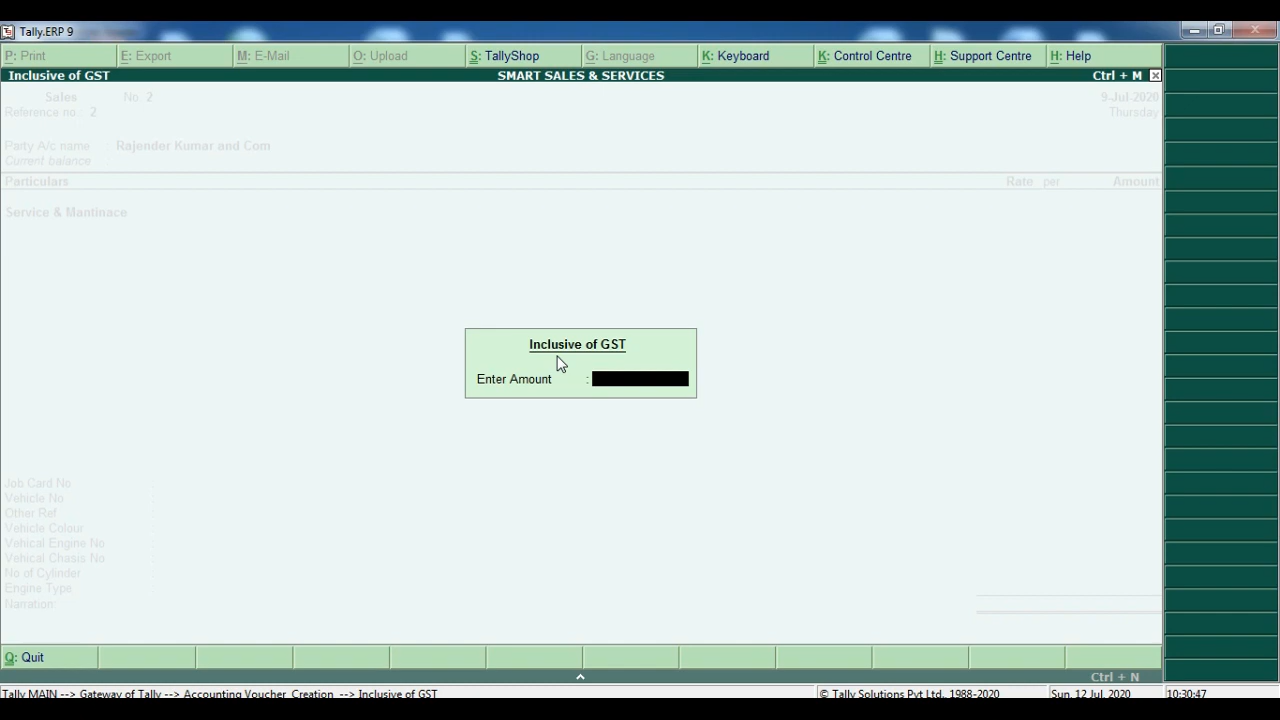 Tally.ERP 9
P: Print E: Export M: E-Mail O: Upload S: TallyShop G: Language K: Keyboard K: Control Centre H: Support Centre H: Help
Inclusive of GST SMART SALES & SERVICES Ctrl + M
Sales No. 2 9-Jul-2020
Reference no. 2 Thursday
Party A/c name : Rajender Kumar and Com
Current balance :
Particulars Rate per Amount
Service & Mantinace
Inclusive of GST
Enter Amount :
Job Card No :
Vehicle No :
Other Ref :
Vehicle Colour :
Vehical Engine No :
Vehical Chasis No :
No of Cylinder :
Engine Type :
Narration:
Q: Quit
Ctrl + N
Tally MAIN --> Gateway of Tally --> Accounting Voucher Creation --> Inclusive of GST © Tally Solutions Pvt Ltd., 1988-2020 Sun, 12 Jul, 2020 10:30:47